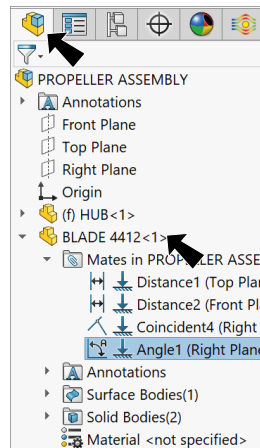 PROPELLER ASSEMBLY
Annotations
Front Plane
Top Plane
Right Plane
Origin
(f) HUB<1>
BLADE 4412<1>
Mates in PROPELLER ASSE
Distance1 (Top Plan
Distance2 (Front Pl
Coincident4 (Right
Angle1 (Right Plane
Annotations
Surface Bodies(1)
Solid Bodies(2)
Material <not specified>